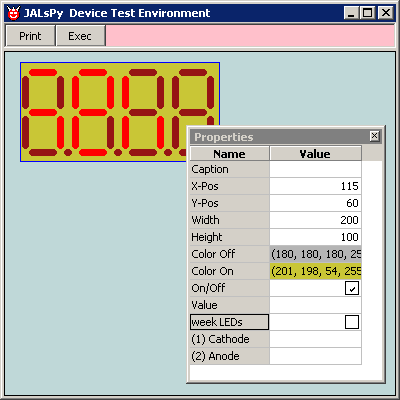 JALsPy Device Test Environment
Print Exec
Properties
Name Value
Caption
X-Pos 115
Y-Pos 60
Width 200
Height 100
Color Off (180, 180, 180, 25
Color On (201, 198, 54, 255
On/Off
Value
week LEDs
(1) Cathode
(2) Anode